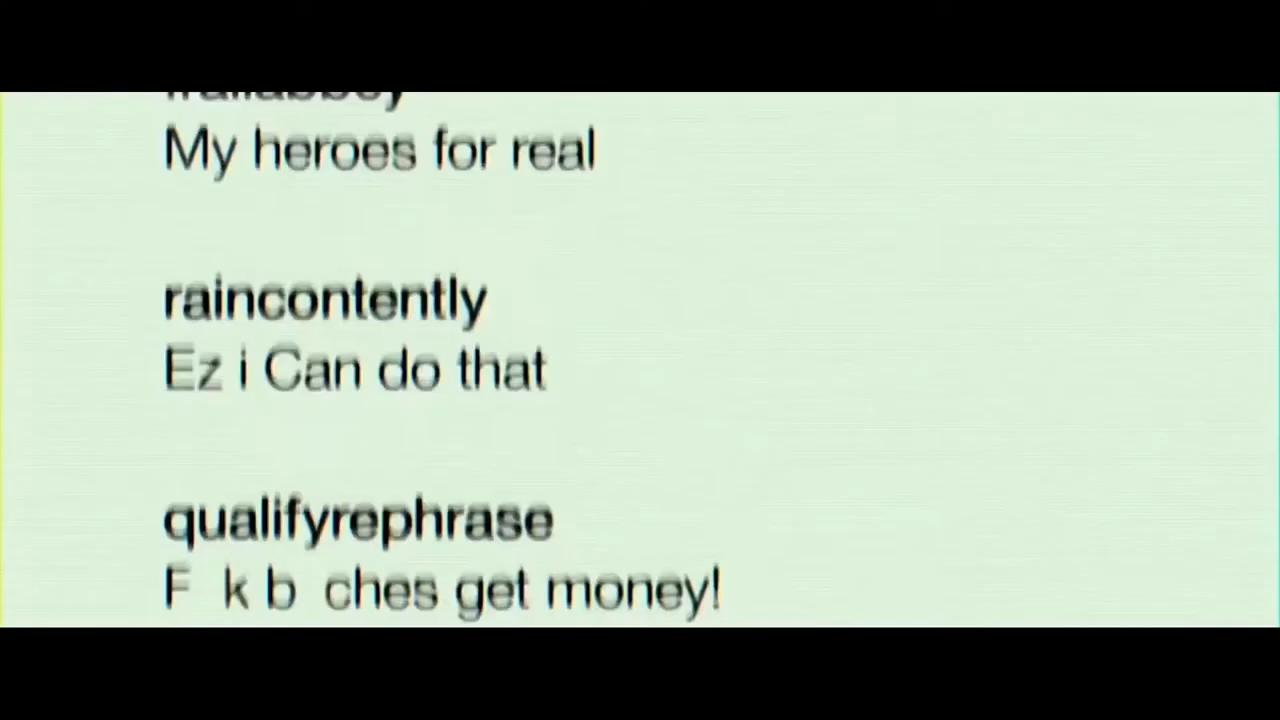 My heroes for real
raincontently
Ez i Can do that
qualifyrephrase
F k b ches get money!